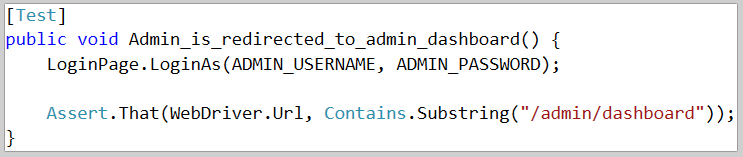 [Test]
public void Admin_is_redirected_to_admin_dashboard() {
    LoginPage.LoginAs(ADMIN_USERNAME, ADMIN_PASSWORD);

    Assert.That(WebDriver.Url, Contains.Substring("/admin/dashboard"));
}